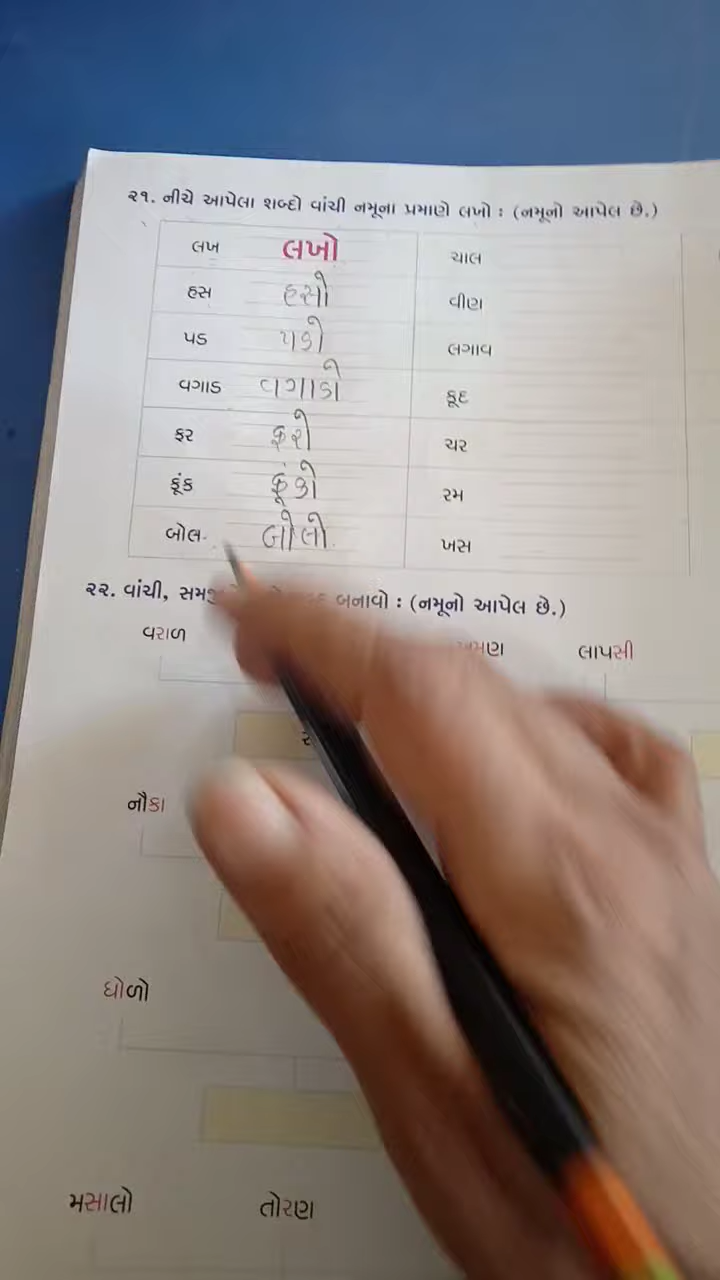 ૨૧. નીચે આપેલા શબ્દો વાંચી નમૂના પ્રમાણે લખો : (નમૂનો આપેલ છે.)
લખ લખો ચાલ
હસ હસો વીણ
પડ પડો લગાવ
વગાડ વગાડો કૂદ
ફર ફરો ચર
ફૂંક ફૂંકો રમ
બોલ બોલો ખસ
૨૨. વાંચી, બનાવો : (નમૂનો આપેલ છે.)
વરાળ લાપસી
નૌકા
ઘોળો
મસાલો તોરણ